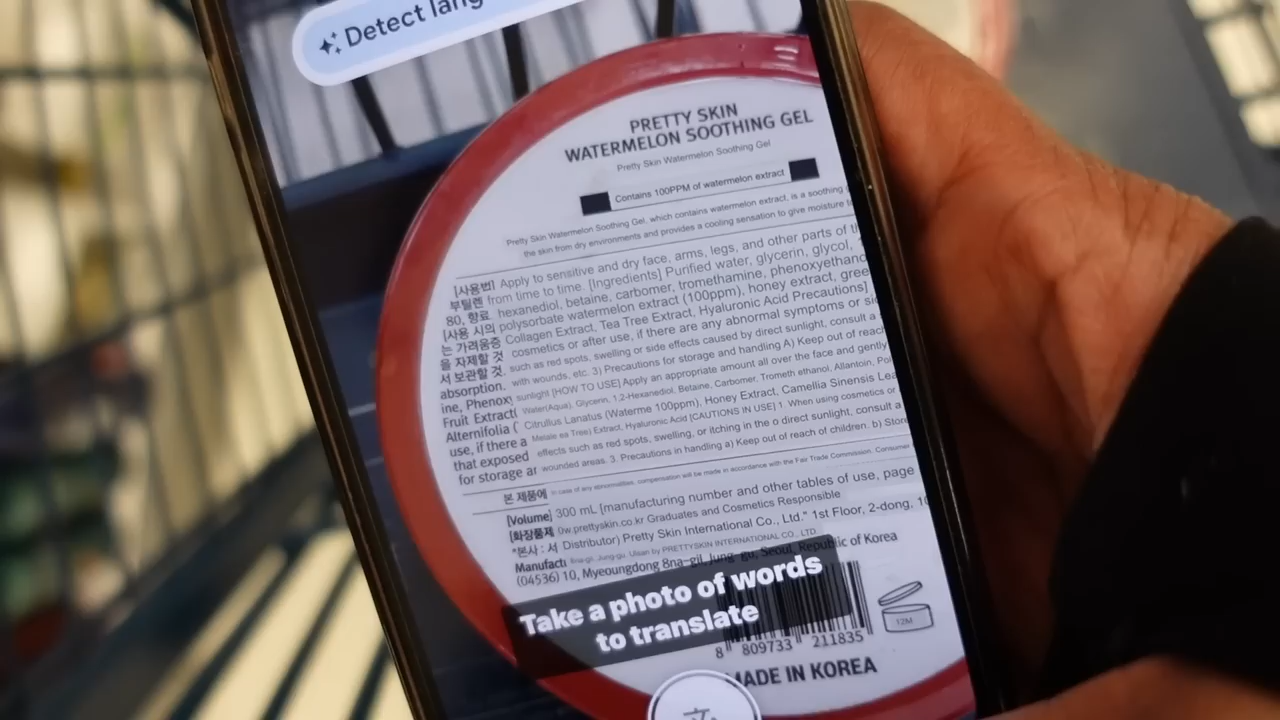 Detect lang
PRETTY SKIN
WATERMELON SOOTHING GEL
Pretty Skin Watermelon Soothing Gel
Contains 100PPM of watermelon extract
Pretty Skin Watermelon Soothing Gel, which contains watermelon extract, is a soothing
the skin from dry environments and provides a cooling sensation to give moisture
[사용법] Apply to sensitive and dry face, arms, legs, and other parts of
부틸렌 from time to time. [Ingredients] Purified water, glycerin, glycol,
80, 향료 hexanediol, betaine, carbomer, tromethamine, phenoxyethano
[사용 시의 polysorbate watermelon extract (100ppm), honey extract, gree
는 가려움증 Collagen Extract, Tea Tree Extract, Hyaluronic Acid Precautions]
을 자제할 것 cosmetics or after use, if there are any abnormal symptoms or si
서 보관할 것. such as red spots, swelling or side effects caused by direct sunlight, consult a
absorption. with wounds, etc. 3) Precautions for storage and handling A) Keep out of reac
ine, Phenox sunlight [HOW TO USE] Apply an appropriate amount all over the face and gently
Fruit Extract( Water(Aqua), Glycerin, 1,2-Hexanediol, Betaine, Carbomer, Trometh ethanol, Allantoin, Pol
Alternifolia ( Citrullus Lanatus (Waterme 100ppm), Honey Extract, Camellia Sinensis Lea
use, if there a Melale es Tree) Extract, Hyaluronic Acid [CAUTIONS IN USE] 1. When using cosmetics or
that exposed effects such as red spots, swelling, or itching in the o direct sunlight, consult a
for storage ar wounded areas. 3. Precautions in handling a) Keep out of reach of children. b) Store
본 제품에 In case of any abnormalities, compensation will be made in accordance with the Fair Trade Commission. Consumer
[Volume] 300 mL [manufacturing number and other tables of use, page
[화장품제 0w.prettyskin.co.kr Graduates and Cosmetics Responsible
*본사 : 서 Distributor) Pretty Skin International Co., Ltd." 1st Floor, 2-dong,
Manufacti 8na-gil, Jung-gu, Usian by PRETTYSKIN INTERNATIONAL CO., LTD.
(04536) 10, Myeoungdong 8na-gil, Jung-gu, Seoul, Republic of Korea
Take a photo of words
to translate
12M
8 809733 211835
MADE IN KOREA